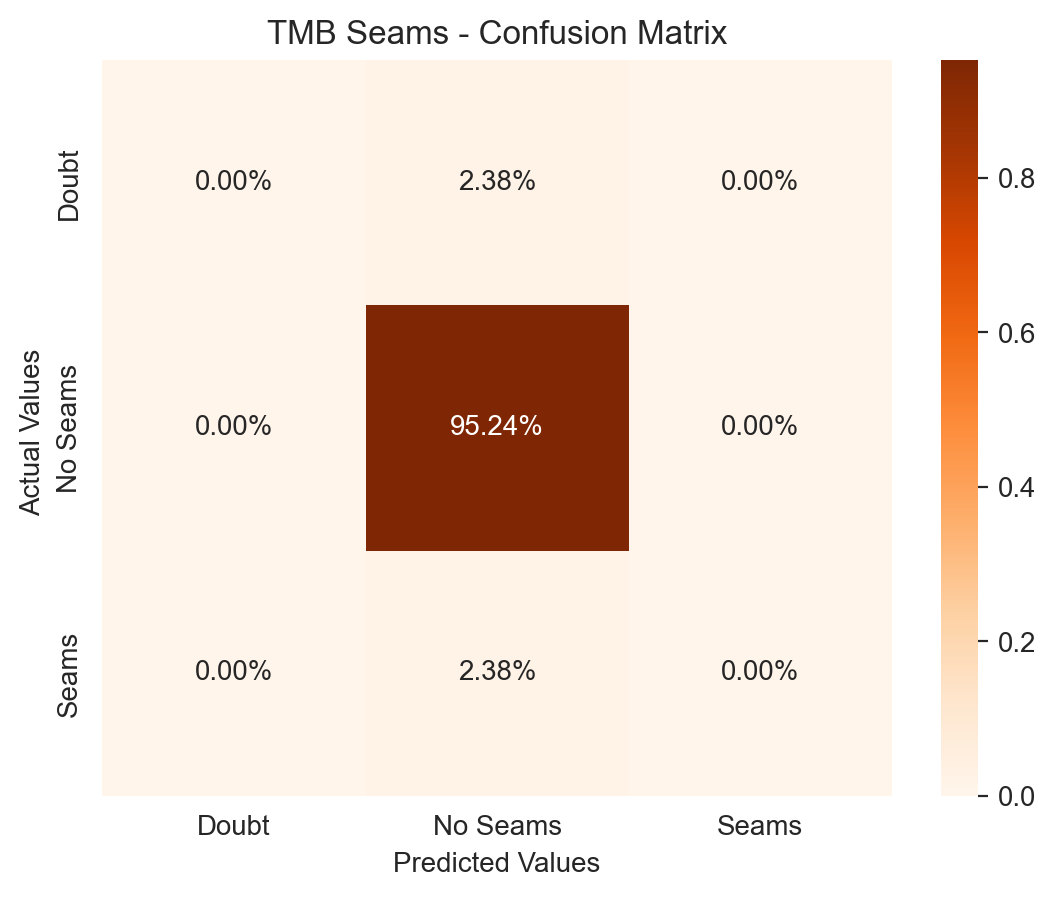 TMB Seams - Confusion Matrix
Doubt
0.00% 2.38% 0.00%
0.8
0.6
Actual Values
No Seams
0.00% 95.24% 0.00%
0.4
0.2
Seams
0.00% 2.38% 0.00%
0.0
Doubt No Seams Seams
Predicted Values